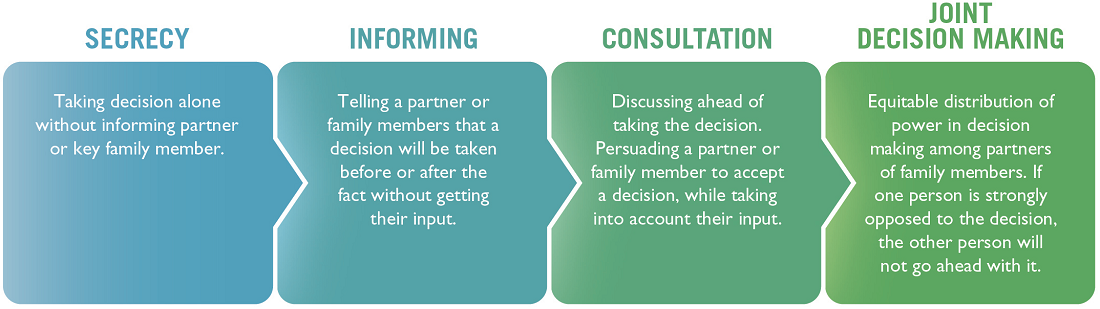 SECRECY
Taking decision alone
without informing partner
or key family member.
INFORMING
Telling a partner or
family members that a
decision will be taken
before or after the
fact without getting
their input.
CONSULTATION
Discussing ahead of
taking the decision.
Persuading a partner or
family member to accept
a decision, while taking
into account their input.
JOINT
DECISION MAKING
Equitable distribution of
power in decision
making among partners
of family members. If
one person is strongly
opposed to the decision,
the other person will
not go ahead with it.